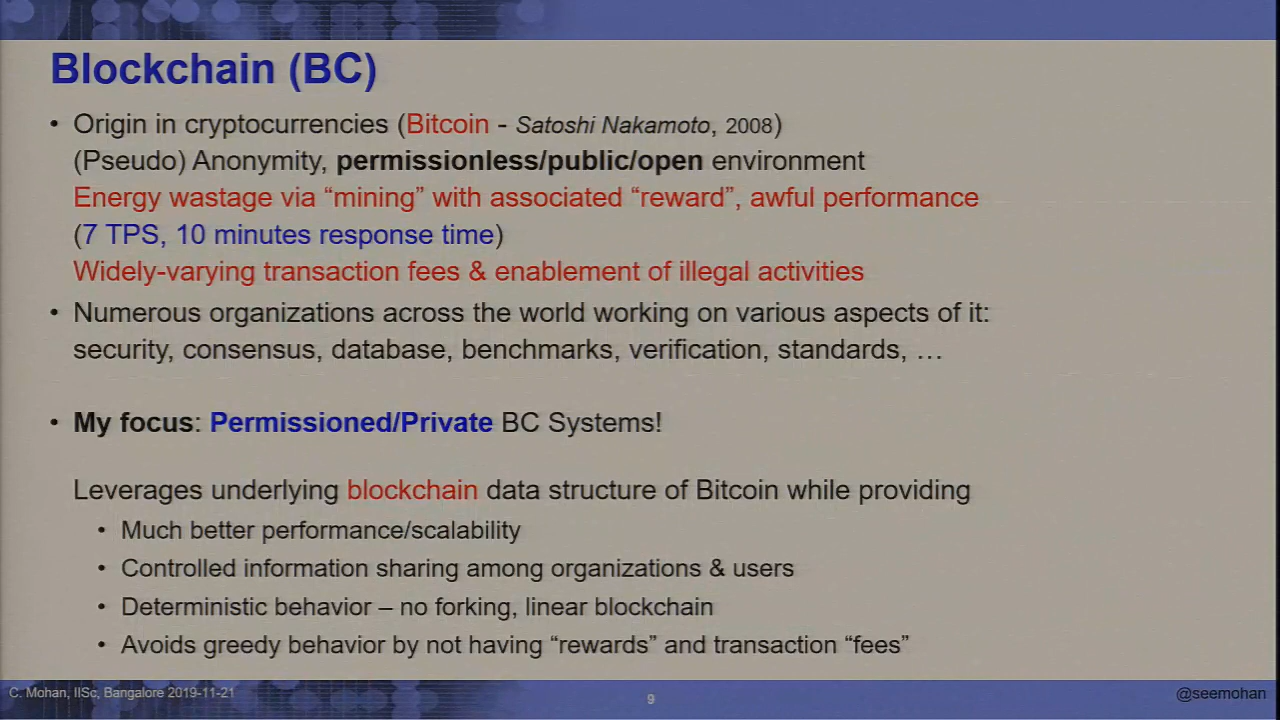 Blockchain (BC)
• Origin in cryptocurrencies (Bitcoin - Satoshi Nakamoto, 2008)
(Pseudo) Anonymity, permissionless/public/open environment
Energy wastage via “mining” with associated “reward”, awful performance
(7 TPS, 10 minutes response time)
Widely-varying transaction fees & enablement of illegal activities
• Numerous organizations across the world working on various aspects of it:
security, consensus, database, benchmarks, verification, standards, …
• My focus: Permissioned/Private BC Systems!
Leverages underlying blockchain data structure of Bitcoin while providing
• Much better performance/scalability
• Controlled information sharing among organizations & users
• Deterministic behavior – no forking, linear blockchain
• Avoids greedy behavior by not having “rewards” and transaction “fees”
C. Mohan, IISc, Bangalore 2019-11-21
9
@seemohan